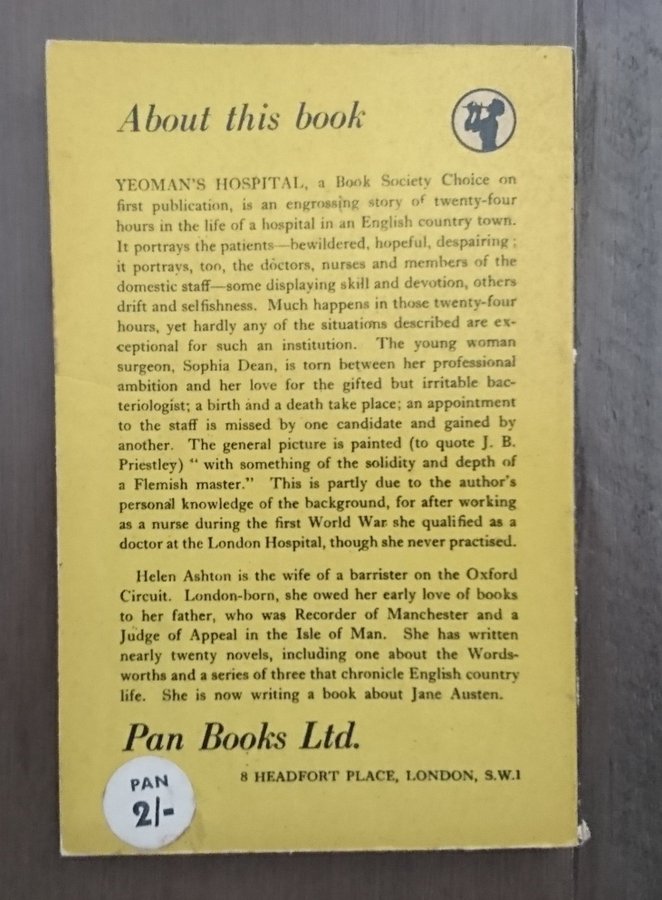 About this book
YEOMAN'S HOSPITAL, a Book Society Choice on
first publication, is an engrossing story of twenty-four
hours in the life of a hospital in an English country town.
It portrays the patients—bewildered, hopeful, despairing ;
it portrays, too, the doctors, nurses and members of the
domestic staff—some displaying skill and devotion, others
drift and selfishness. Much happens in those twenty-four
hours, yet hardly any of the situations described are ex-
ceptional for such an institution. The young woman
surgeon, Sophia Dean, is torn between her professional
ambition and her love for the gifted but irritable bac-
teriologist; a birth and a death take place; an appointment
to the staff is missed by one candidate and gained by
another. The general picture is painted (to quote J. B.
Priestley) “ with something of the solidity and depth of
a Flemish master.” This is partly due to the author's
personal knowledge of the background, for after working
as a nurse during the first World War she qualified as a
doctor at the London Hospital, though she never practised.
Helen Ashton is the wife of a barrister on the Oxford
Circuit. London-born, she owed her early love of books
to her father, who was Recorder of Manchester and a
Judge of Appeal in the Isle of Man. She has written
nearly twenty novels, including one about the Words-
worths and a series of three that chronicle English country
life. She is now writing a book about Jane Austen.
Pan Books Ltd.
8 HEADFORT PLACE, LONDON, S.W.1
PAN
2/-